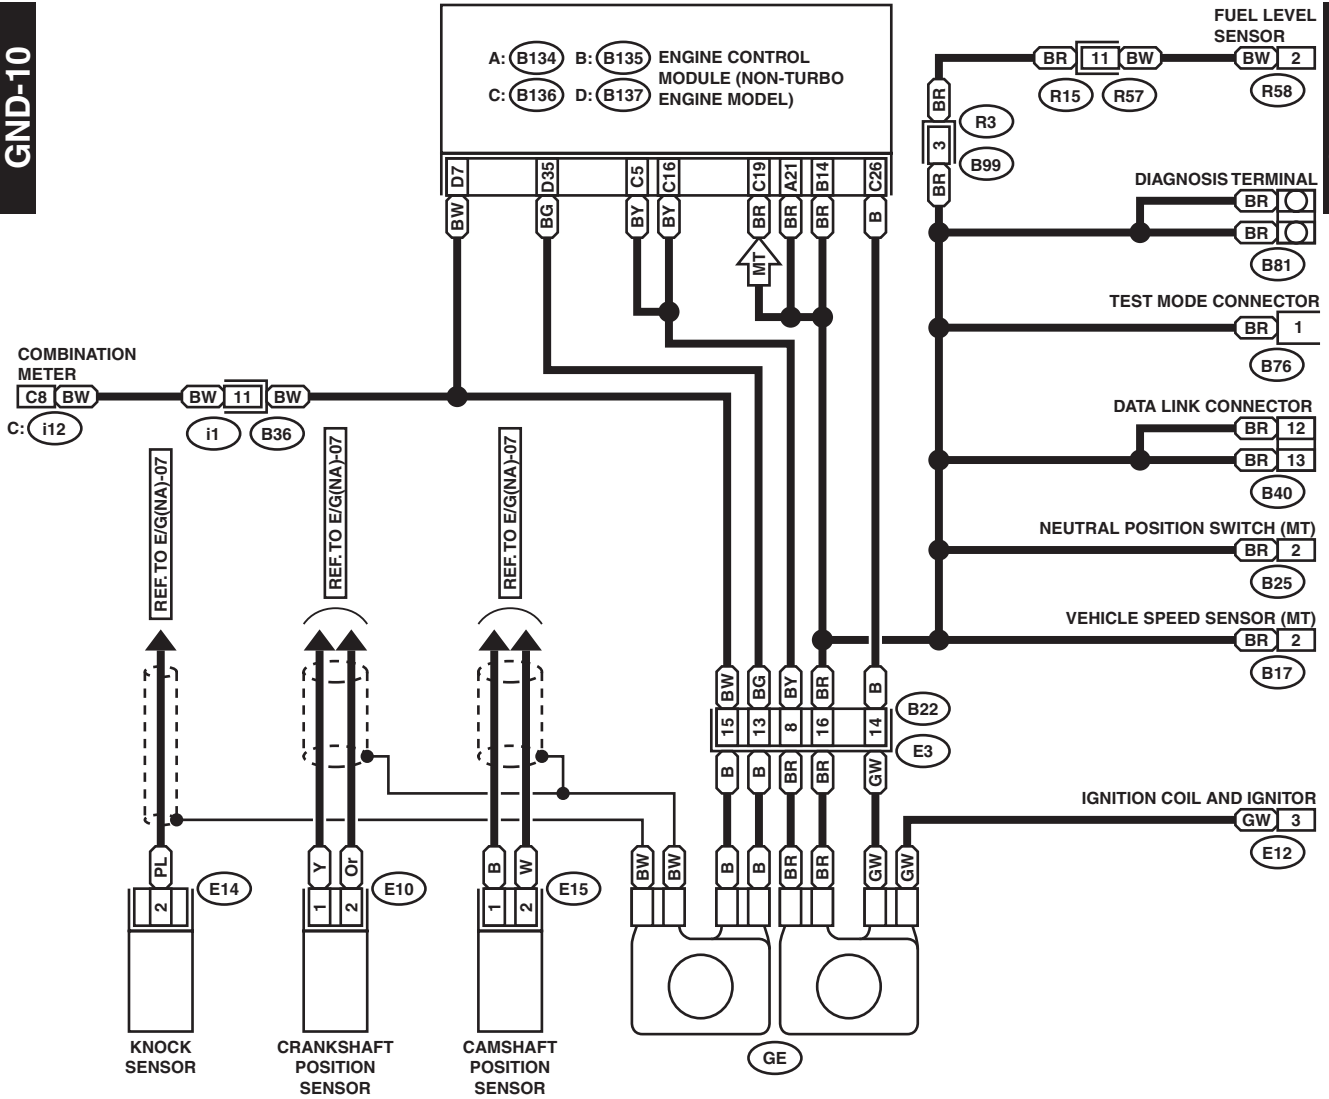 GND-10
A: B134 B: B135 ENGINE CONTROL
MODULE (NON-TURBO
C: B136 D: B137 ENGINE MODEL)
D7 D35 C5 C16 C19 A21 B14 C26
BW BG BY BY BR BR BR B
MT
FUEL LEVEL
SENSOR
BR 11 BW BW 2
R15 R57 R58
BR
R3
3
B99
BR
DIAGNOSIS TERMINAL
BR
BR
B81
TEST MODE CONNECTOR
BR 1
B76
DATA LINK CONNECTOR
BR 12
BR 13
B40
NEUTRAL POSITION SWITCH (MT)
BR 2
B25
VEHICLE SPEED SENSOR (MT)
BR 2
B17
COMBINATION
METER
C8 BW BW 11 BW
C: i12 i1 B36
REF. TO E/G(NA)-07
REF. TO E/G(NA)-07
REF. TO E/G(NA)-07
BW BG BY BR B
B22
15 13 8 16 14
E3
B B BR BR GW
IGNITION COIL AND IGNITOR
GW 3
E12
PL Y Or B W BW BW B B BR BR GW GW
2 E14 1 2 E10 1 2 E15
KNOCK
SENSOR
CRANKSHAFT
POSITION
SENSOR
CAMSHAFT
POSITION
SENSOR
GE